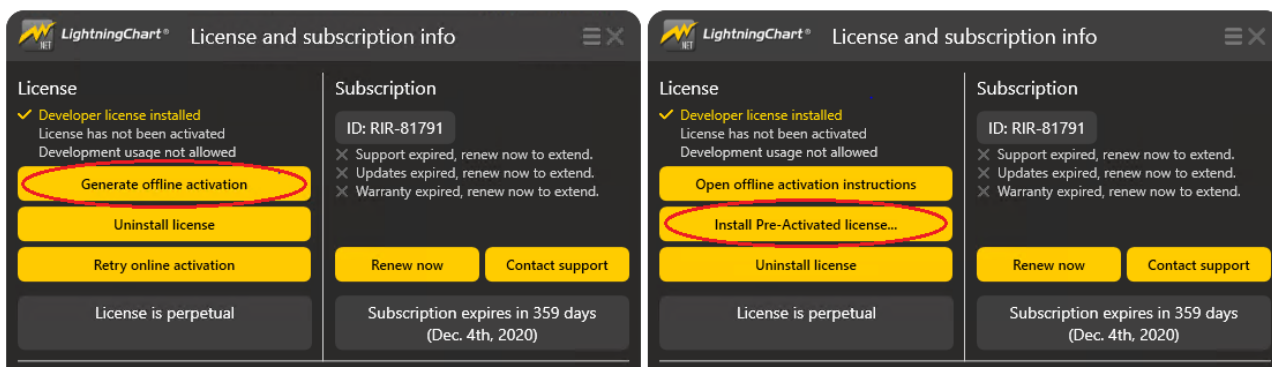 LightningChart® License and subscription info
.NET
License
Developer license installed
License has not been activated
Development usage not allowed
Generate offline activation
Uninstall license
Retry online activation
License is perpetual
Subscription
ID: RIR-81791
Support expired, renew now to extend.
Updates expired, renew now to extend.
Warranty expired, renew now to extend.
Renew now
Contact support
Subscription expires in 359 days
(Dec. 4th, 2020)
LightningChart® License and subscription info
.NET
License
Developer license installed
License has not been activated
Development usage not allowed
Open offline activation instructions
Install Pre-Activated license...
Uninstall license
License is perpetual
Subscription
ID: RIR-81791
Support expired, renew now to extend.
Updates expired, renew now to extend.
Warranty expired, renew now to extend.
Renew now
Contact support
Subscription expires in 359 days
(Dec. 4th, 2020)